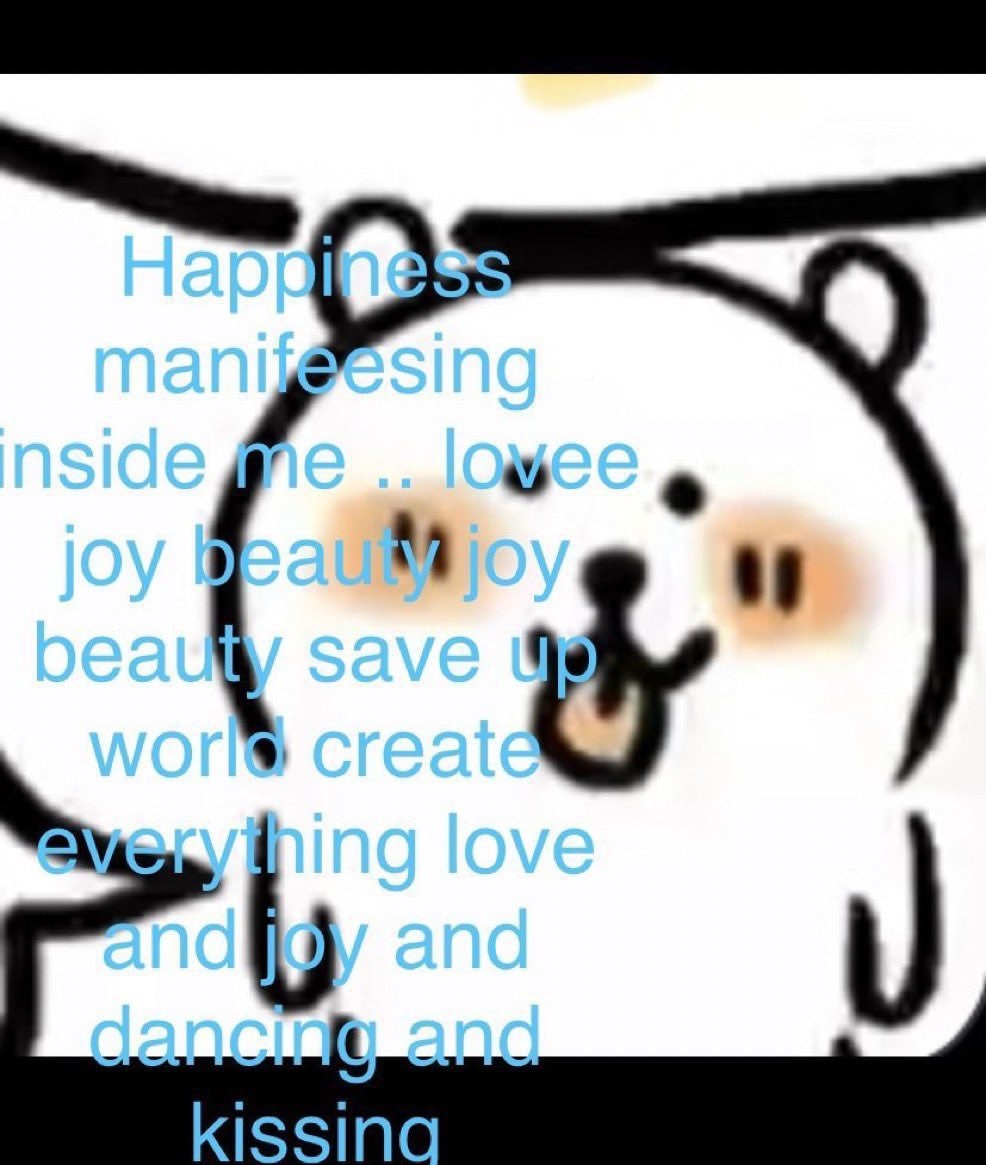 Happiness
manifeesing
inside me .. lovee
joy beauty joy
beauty save up
world create
everything love
and joy and
dancing and
kissing